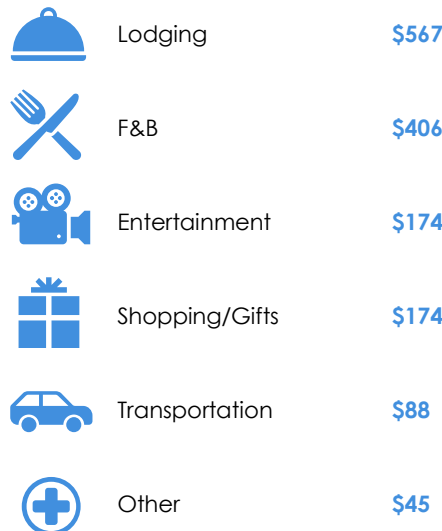 Lodging $567
F&B $406
Entertainment $174
Shopping/Gifts $174
Transportation $88
Other $45